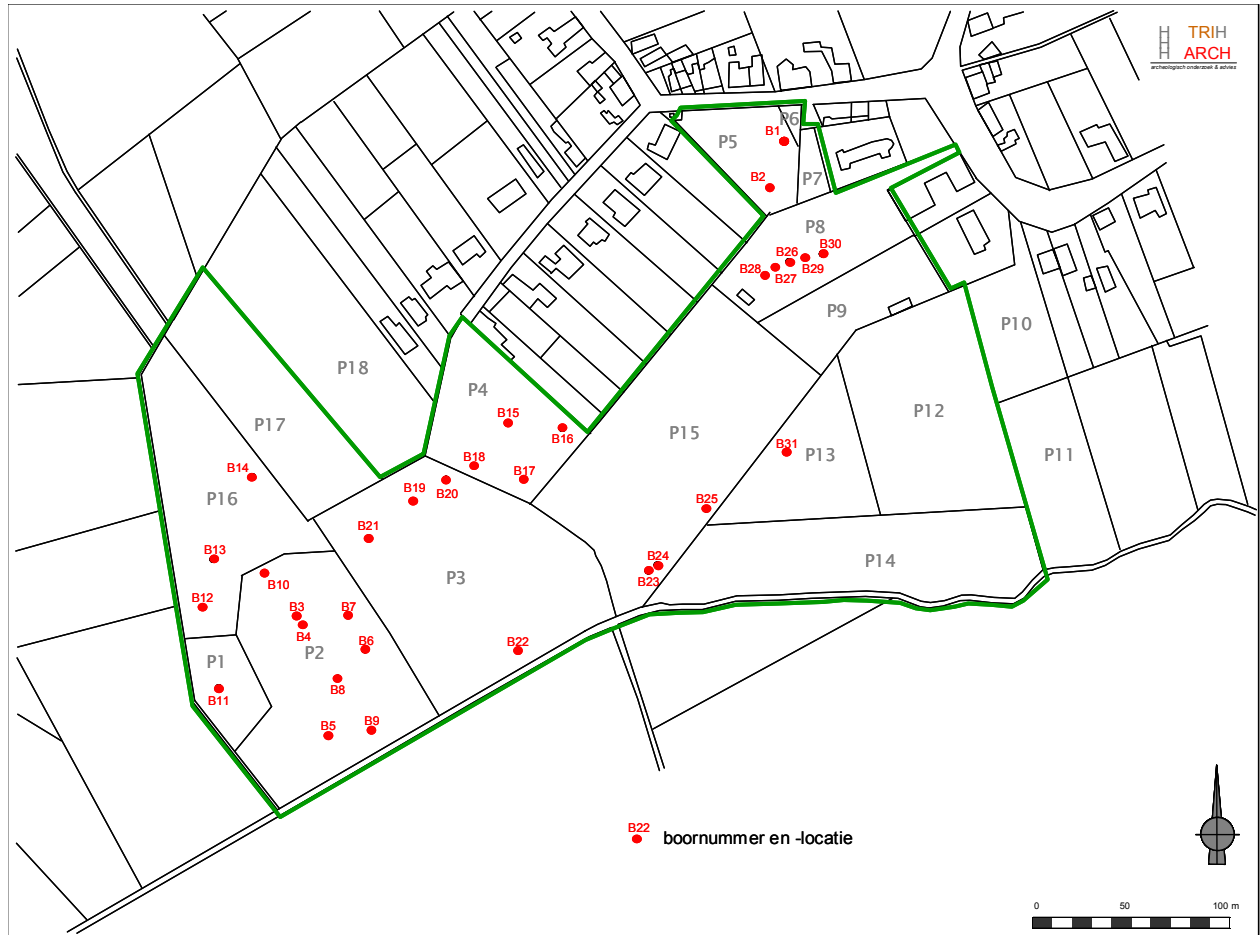 TRIH
ARCH
archeologisch onderzoek & advies
P6
B1
P5
P7
B2
P8
B30
B26
B29
B28
B27
P10
P9
P18
P4
P12
B15
P17
B16
P15
B31
P13
P11
B18
B14
B17
P16
B20
B19
B25
B21
B13
B24
P14
B10
P3
B23
B12
B3
B7
B4
B6
P1
P2
B22
B11
B8
B5
B9
B22
boornummer en -locatie
0 50 100 m